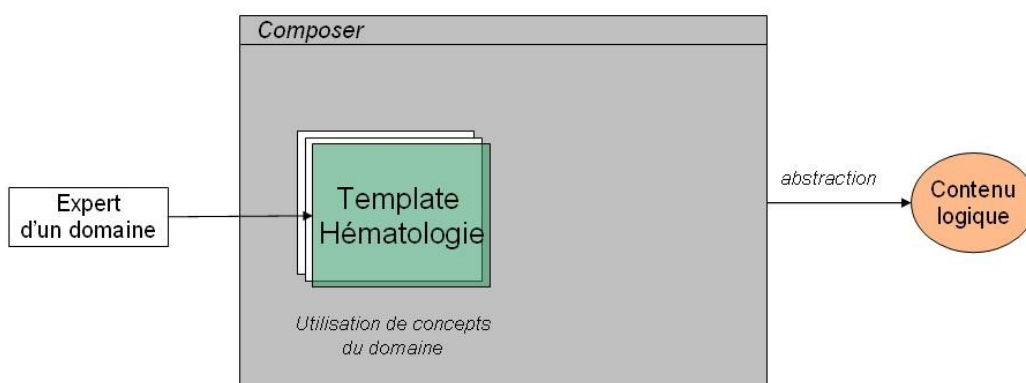 Composer
Expert
d'un domaine
Template
Hématologie
Utilisation de concepts
du domaine
abstraction
Contenu
logique